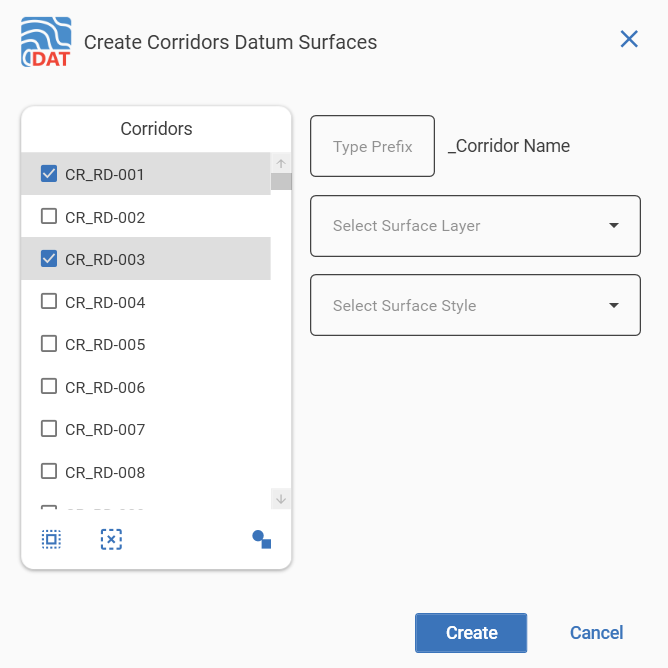 DAT
Create Corridors Datum Surfaces
Corridors
CR_RD-001
CR_RD-002
CR_RD-003
CR_RD-004
CR_RD-005
CR_RD-006
CR_RD-007
CR_RD-008
Type Prefix _Corridor Name
Select Surface Layer
Select Surface Style
Create Cancel